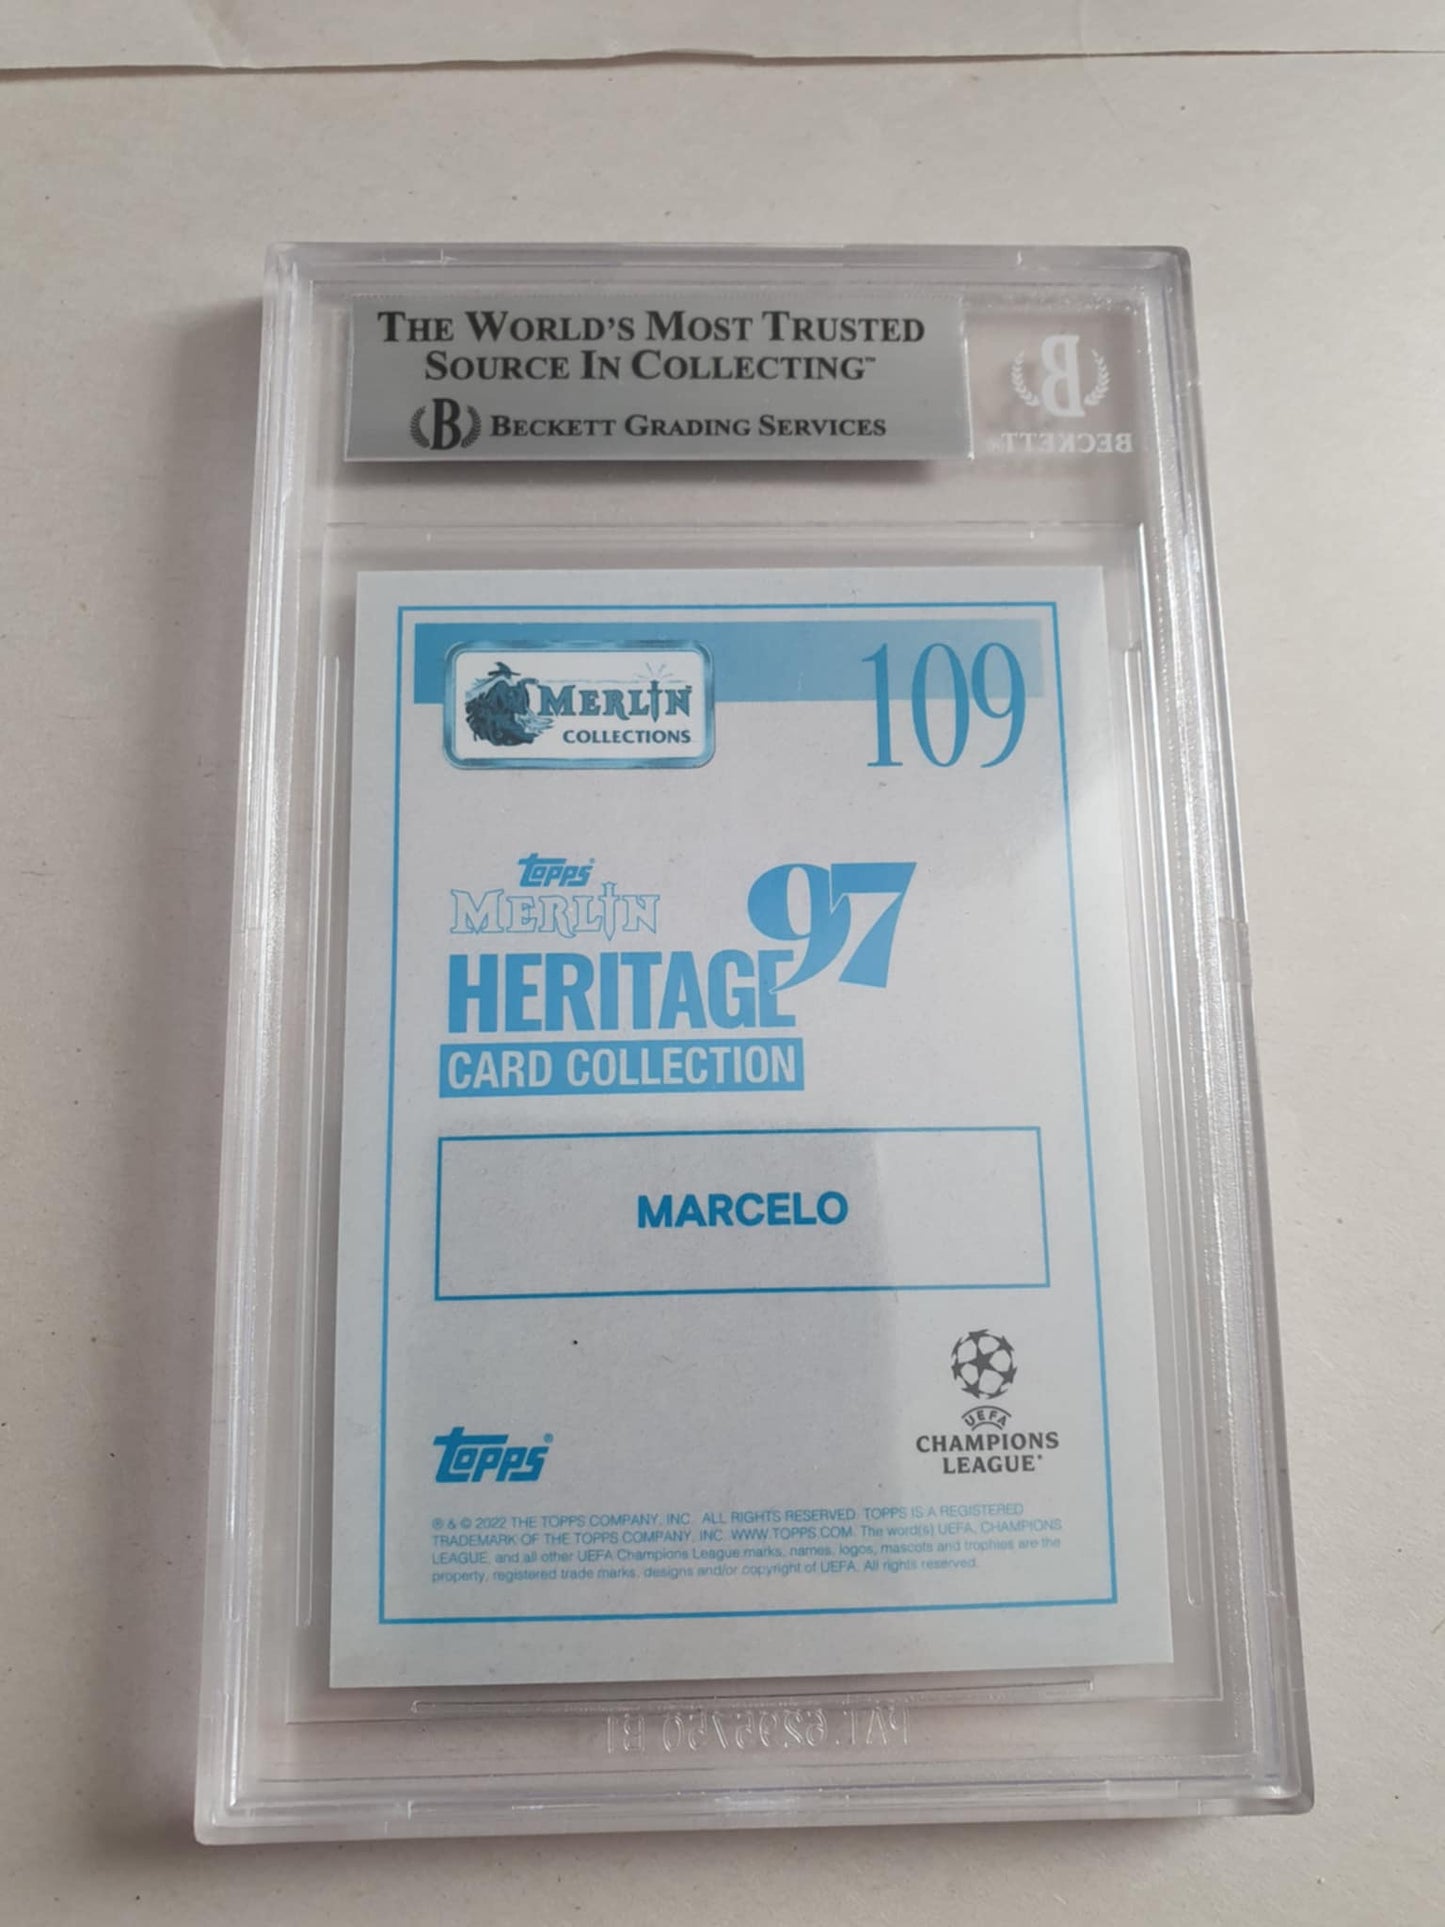 THE WORLD'S MOST TRUSTED
SOURCE IN COLLECTING™
B BECKETT GRADING SERVICES
B
BECKETT
MERLIN
COLLECTIONS
109
topps
MERLIN
HERITAGE 97
CARD COLLECTION
MARCELO
topps®
UEFA
CHAMPIONS
LEAGUE
® & © 2022 THE TOPPS COMPANY, INC. ALL RIGHTS RESERVED. TOPPS IS A REGISTERED
TRADEMARK OF THE TOPPS COMPANY, INC. WWW.TOPPS.COM. The word(s) UEFA, CHAMPIONS
LEAGUE, and all other UEFA Champions League marks, names, logos, mascots and trophies are the
property, registered trade marks, designs and/or copyright of UEFA. All rights reserved.